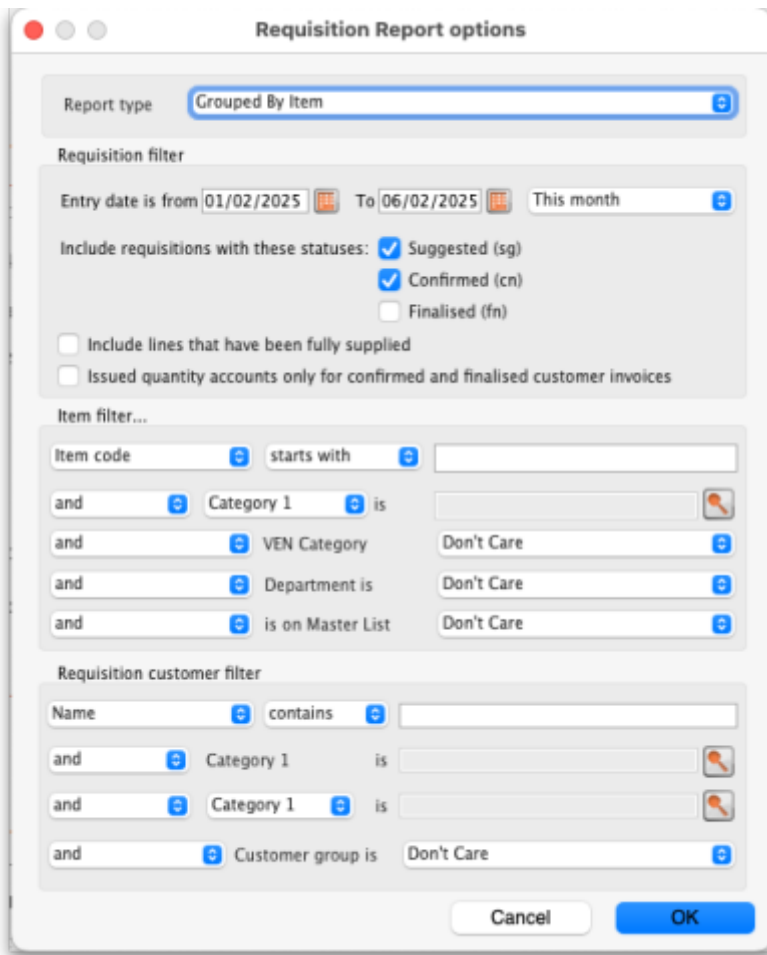 Requisition Report options
Report type Grouped By Item
Requisition filter
Entry date is from 01/02/2025 To 06/02/2025 This month
Include requisitions with these statuses: Suggested (sg)
Confirmed (cn)
Finalised (fn)
Include lines that have been fully supplied
Issued quantity accounts only for confirmed and finalised customer invoices
Item filter...
Item code starts with
and Category 1 is
and VEN Category Don't Care
and Department is Don't Care
and is on Master List Don't Care
Requisition customer filter
Name contains
and Category 1 is
and Category 1 is
and Customer group is Don't Care
Cancel OK